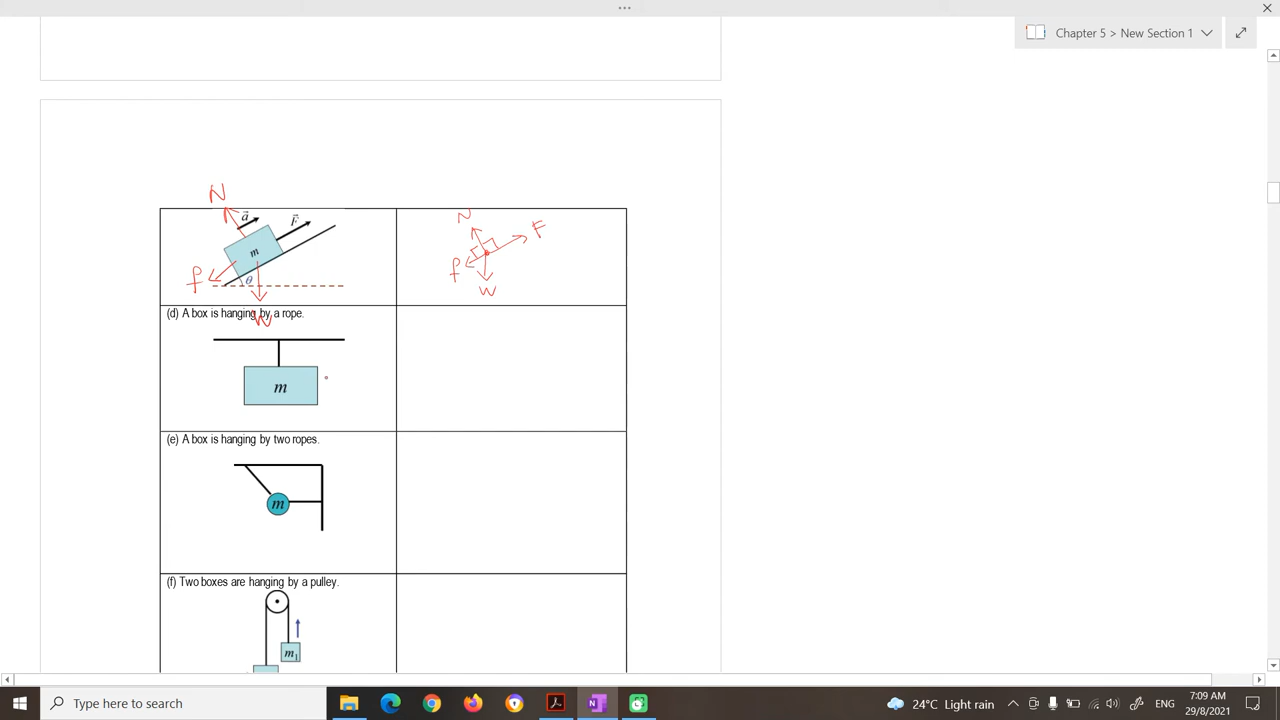 Chapter 5 > New Section 1
N
a
F
m
f
θ
W
N
F
f
W
(d) A box is hanging by a rope.
m
(e) A box is hanging by two ropes.
m
(f) Two boxes are hanging by a pulley.
m1
Type here to search
24°C Light rain
ENG
7:09 AM
29/8/2021